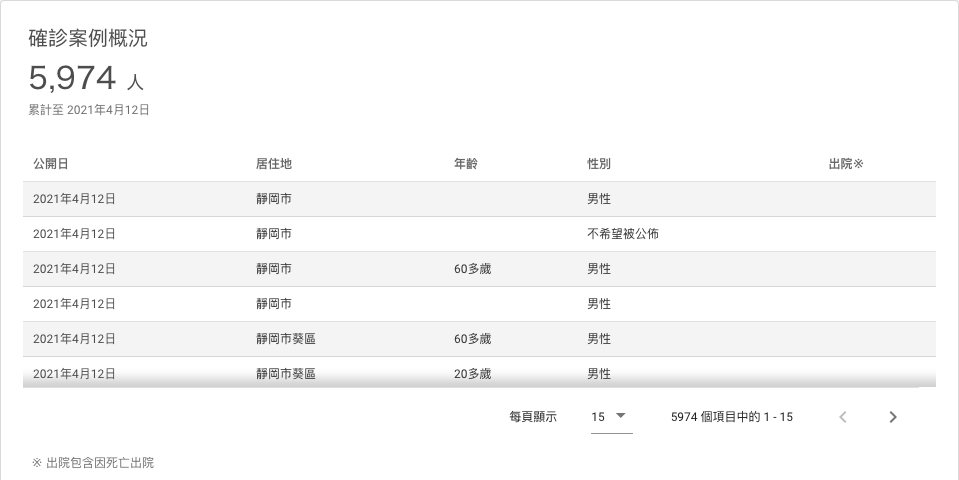 確診案例概況
5,974 人
累計至 2021年4月12日
公開日 居住地 年齡 性別 出院※
2021年4月12日 靜岡市 男性
2021年4月12日 靜岡市 不希望被公佈
2021年4月12日 靜岡市 60多歲 男性
2021年4月12日 靜岡市 男性
2021年4月12日 靜岡市葵區 60多歲 男性
2021年4月12日 靜岡市葵區 20多歲 男性
每頁顯示 15 5974 個項目中的 1 - 15
※ 出院包含因死亡出院